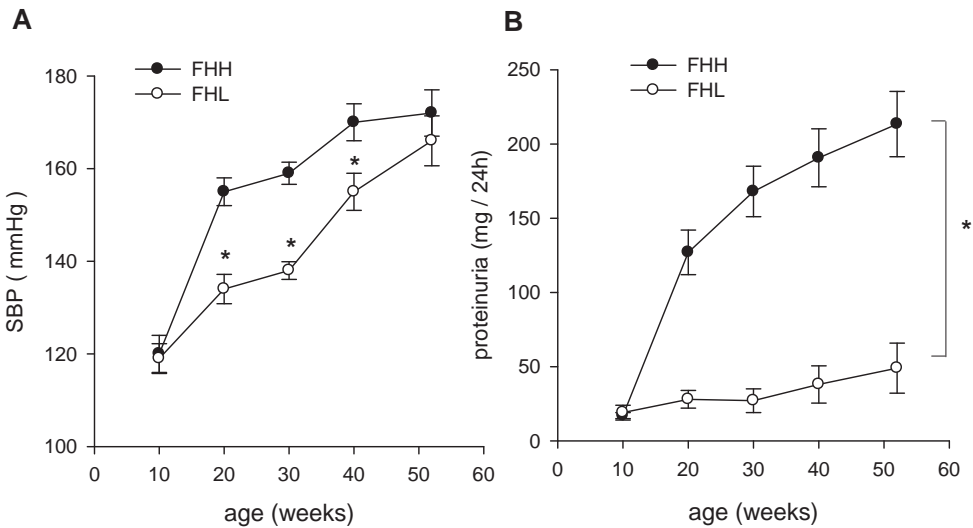 A
FHH
FHL
180
160
140
120
100
SBP ( mmHg)
*
*
*
0 10 20 30 40 50 60
age (weeks)
B
FHH
FHL
250
200
150
100
50
0
proteinuria (mg / 24h)
*
0 10 20 30 40 50 60
age (weeks)